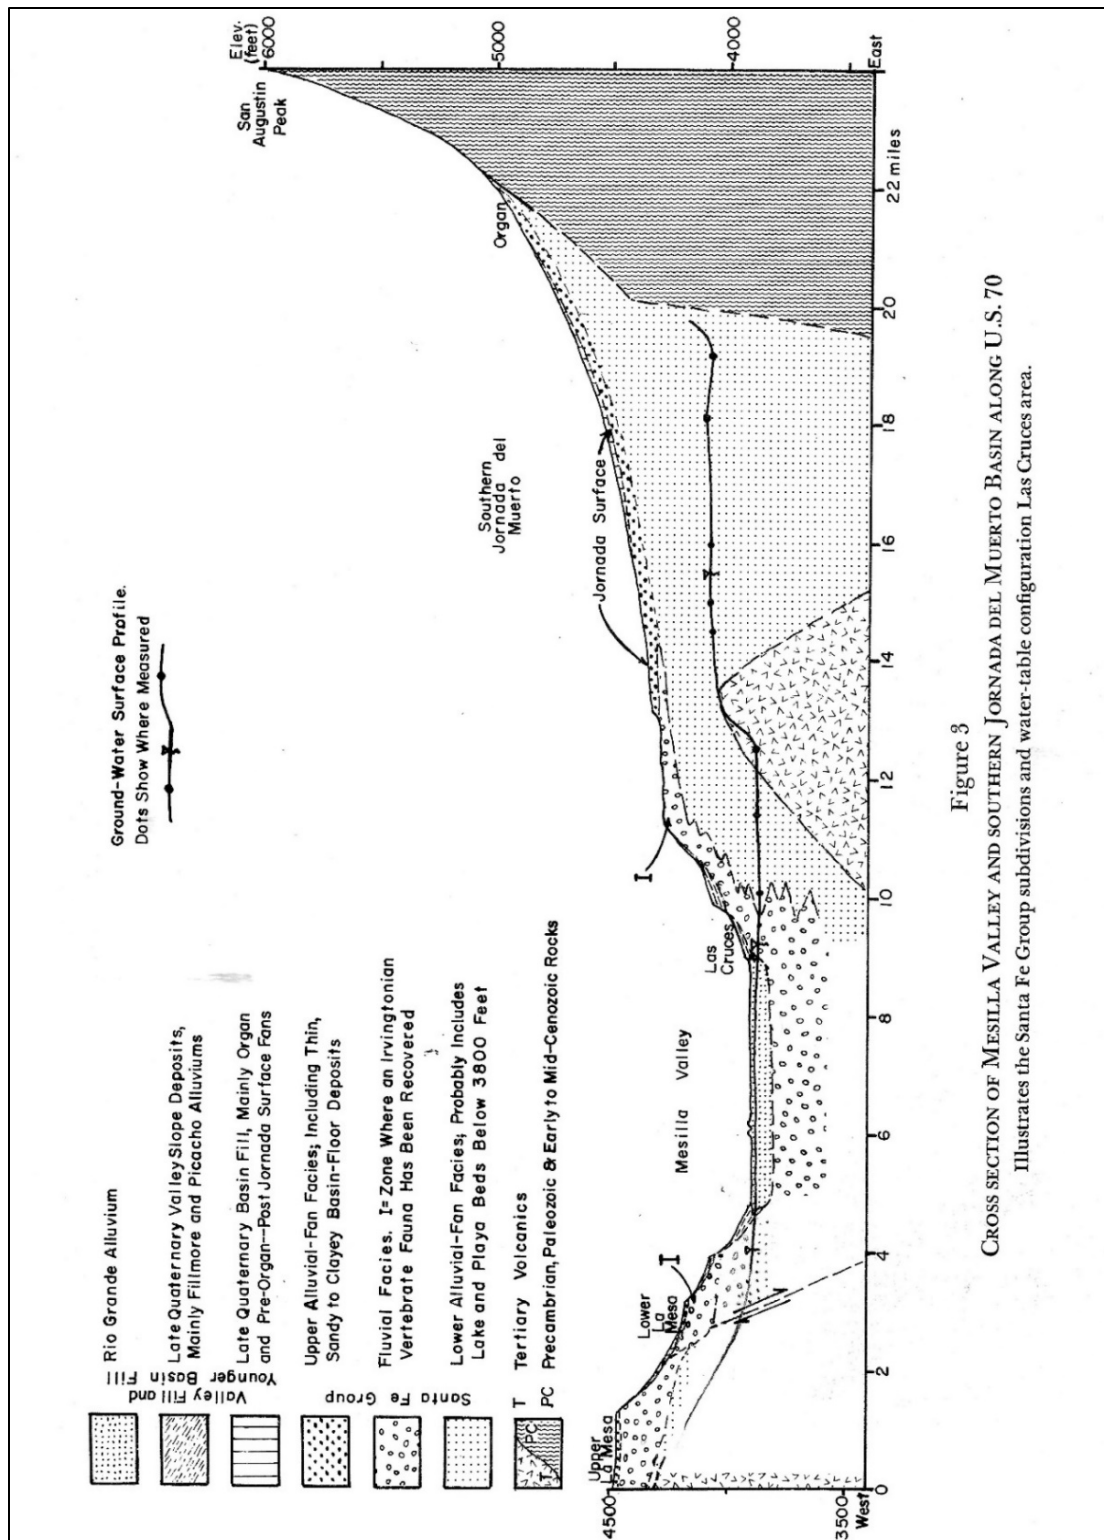 Ground-Water Surface Profile.
Dots Show Where Measured
Valley Fill and
Younger Basin Fill
Rio Grande Alluvium
Late Quaternary Valley Slope Deposits,
Mainly Fillmore and Picacho Alluviums
Late Quaternary Basin Fill, Mainly Organ
and Pre-Organ--Post Jornada Surface Fans
Santa Fe Group
Upper Alluvial-Fan Facies; Including Thin,
Sandy to Clayey Basin-Floor Deposits
Fluvial Facies. I=Zone Where an Irvingtonian
Vertebrate Fauna Has Been Recovered
Lower Alluvial-Fan Facies; Probably Includes
Lake and Playa Beds Below 3800 Feet
T
PC
T Tertiary Volcanics
PC Precambrian, Paleozoic & Early to Mid-Cenozoic Rocks
Elev.
(feet)
6000
5000
4000
East
San
Augustin
Peak
Organ
Southern
Jornada del
Muerto
Jornada Surface
I
Las
Cruces
Mesilla Valley
I
Lower
La
Mesa
Upper
La Mesa
4500
3500
West
0 2 4 6 8 10 12 14 16 18 20 22 miles
Figure 3
CROSS SECTION OF MESILLA VALLEY AND SOUTHERN JORNADA DEL MUERTO BASIN ALONG U.S. 70
Illustrates the Santa Fe Group subdivisions and water-table configuration Las Cruces area.